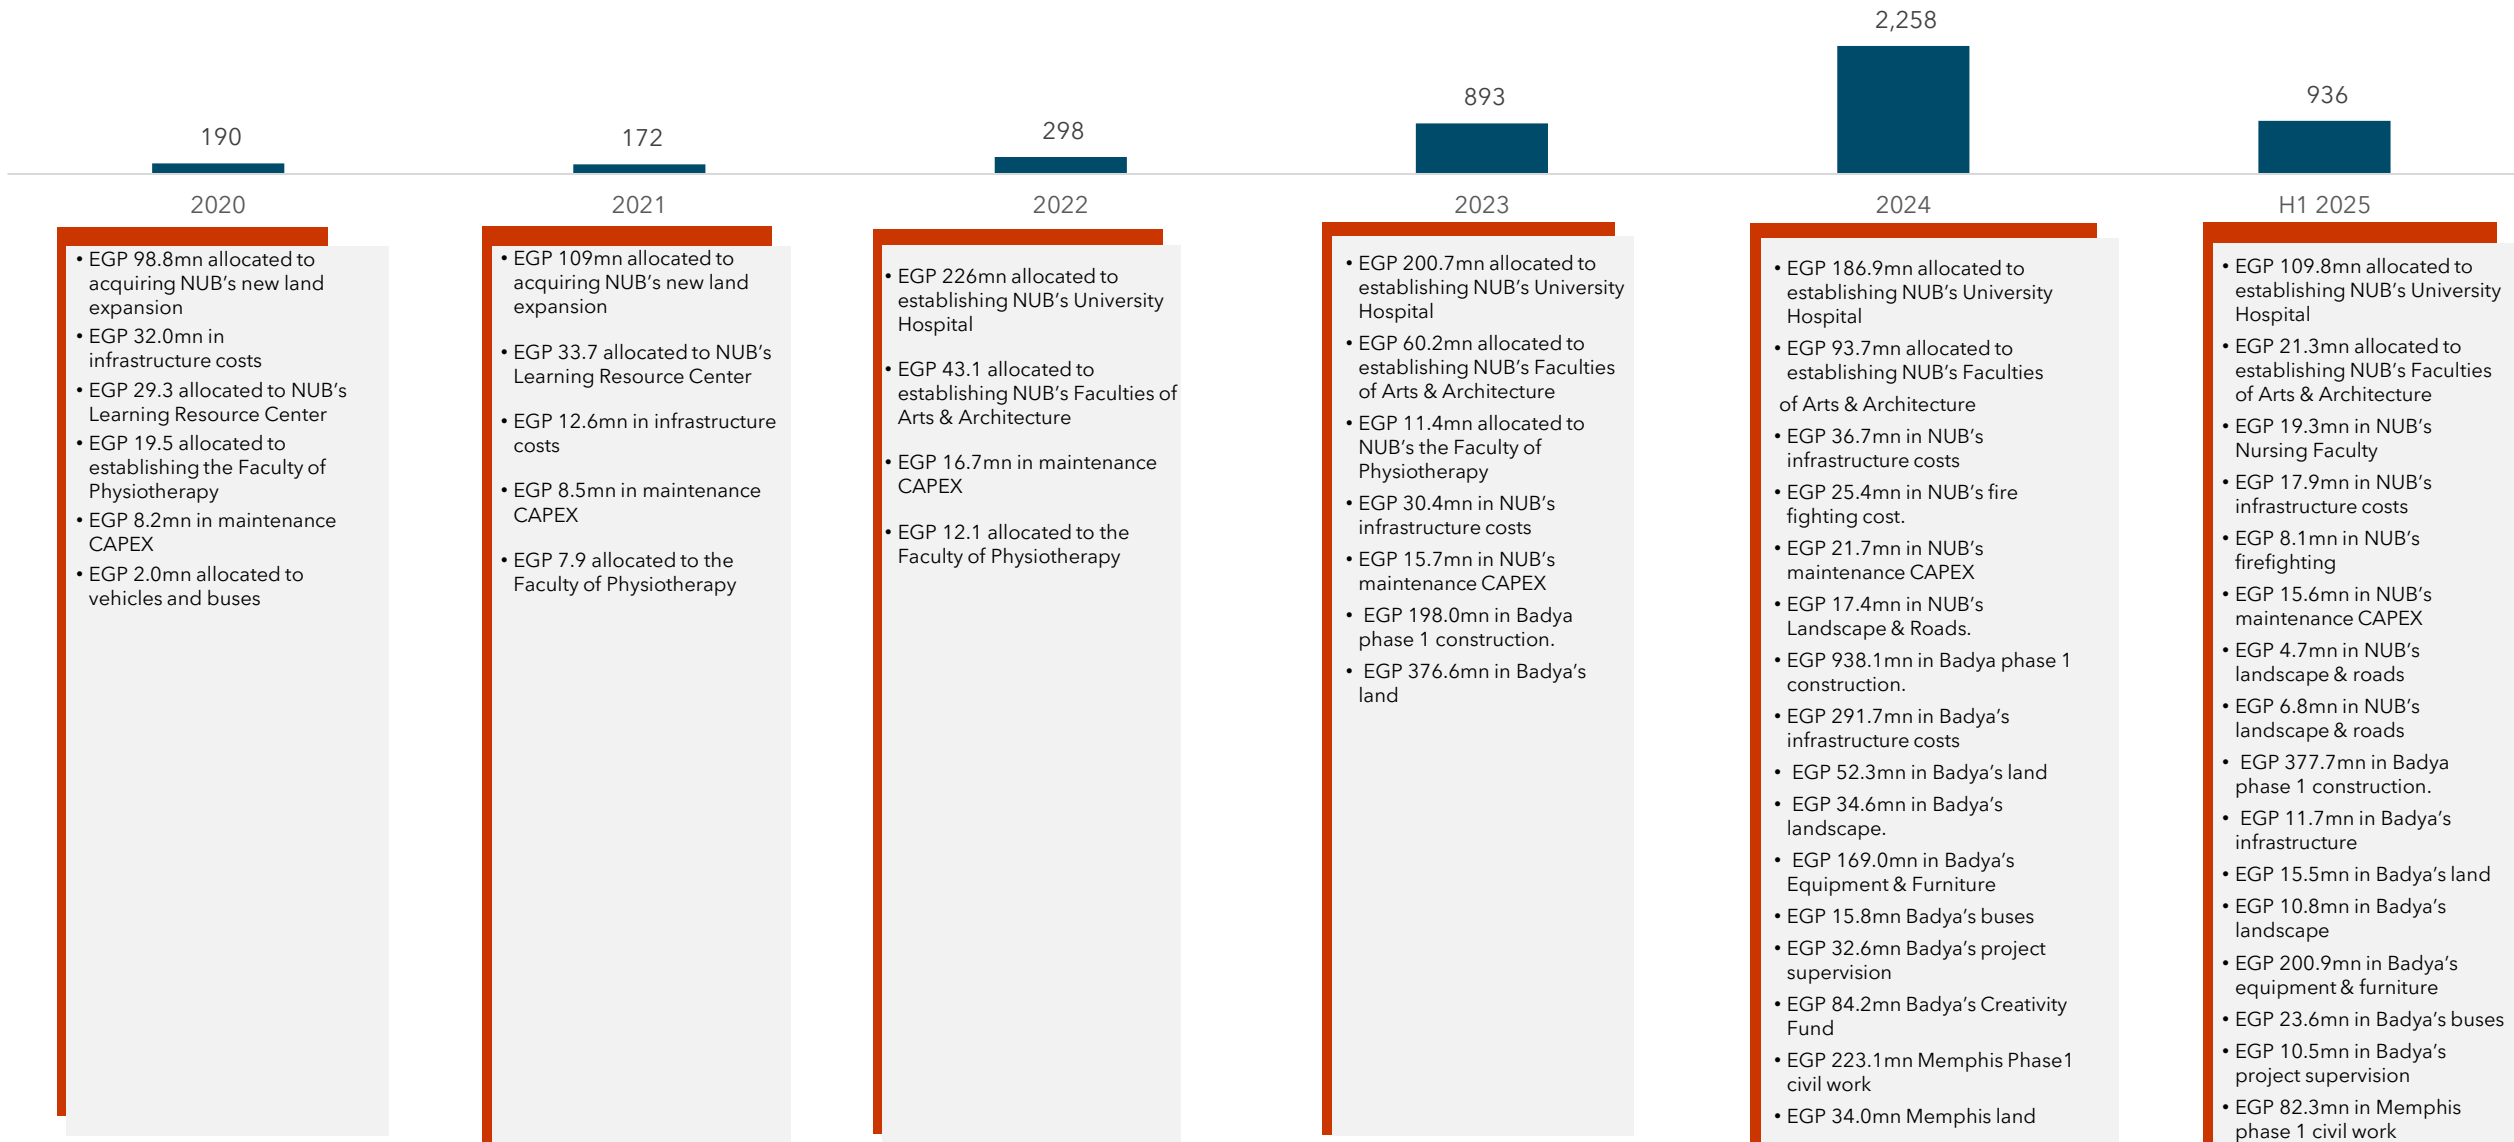 190
172
298
893
2,258
936
2020
2021
2022
2023
2024
H1 2025
• EGP 98.8mn allocated to
acquiring NUB's new land
expansion
• EGP 32.0mn in
infrastructure costs
• EGP 29.3 allocated to NUB's
Learning Resource Center
• EGP 19.5 allocated to
establishing the Faculty of
Physiotherapy
• EGP 8.2mn in maintenance
CAPEX
• EGP 2.0mn allocated to
vehicles and buses
• EGP 109mn allocated to
acquiring NUB's new land
expansion
• EGP 33.7 allocated to NUB's
Learning Resource Center
• EGP 12.6mn in infrastructure
costs
• EGP 8.5mn in maintenance
CAPEX
• EGP 7.9 allocated to the
Faculty of Physiotherapy
• EGP 226mn allocated to
establishing NUB's University
Hospital
• EGP 43.1 allocated to
establishing NUB's Faculties of
Arts & Architecture
• EGP 16.7mn in maintenance
CAPEX
• EGP 12.1 allocated to the
Faculty of Physiotherapy
• EGP 200.7mn allocated to
establishing NUB's University
Hospital
• EGP 60.2mn allocated to
establishing NUB's Faculties
of Arts & Architecture
• EGP 11.4mn allocated to
NUB's the Faculty of
Physiotherapy
• EGP 30.4mn in NUB's
infrastructure costs
• EGP 15.7mn in NUB's
maintenance CAPEX
• EGP 198.0mn in Badya
phase 1 construction.
• EGP 376.6mn in Badya's
land
• EGP 186.9mn allocated to
establishing NUB's University
Hospital
• EGP 93.7mn allocated to
establishing NUB's Faculties
of Arts & Architecture
• EGP 36.7mn in NUB's
infrastructure costs
• EGP 25.4mn in NUB's fire
fighting cost.
• EGP 21.7mn in NUB's
maintenance CAPEX
• EGP 17.4mn in NUB's
Landscape & Roads.
• EGP 938.1mn in Badya phase 1
construction.
• EGP 291.7mn in Badya's
infrastructure costs
• EGP 52.3mn in Badya's land
• EGP 34.6mn in Badya's
landscape.
• EGP 169.0mn in Badya's
Equipment & Furniture
• EGP 15.8mn Badya's buses
• EGP 32.6mn Badya's project
supervision
• EGP 84.2mn Badya's Creativity
Fund
• EGP 223.1mn Memphis Phase1
civil work
• EGP 34.0mn Memphis land
• EGP 109.8mn allocated to
establishing NUB's University
Hospital
• EGP 21.3mn allocated to
establishing NUB's Faculties
of Arts & Architecture
• EGP 19.3mn in NUB's
Nursing Faculty
• EGP 17.9mn in NUB's
infrastructure costs
• EGP 8.1mn in NUB's
firefighting
• EGP 15.6mn in NUB's
maintenance CAPEX
• EGP 4.7mn in NUB's
landscape & roads
• EGP 6.8mn in NUB's
landscape & roads
• EGP 377.7mn in Badya
phase 1 construction.
• EGP 11.7mn in Badya's
infrastructure
• EGP 15.5mn in Badya's land
• EGP 10.8mn in Badya's
landscape
• EGP 200.9mn in Badya's
equipment & furniture
• EGP 23.6mn in Badya's buses
• EGP 10.5mn in Badya's
project supervision
• EGP 82.3mn in Memphis
phase 1 civil work